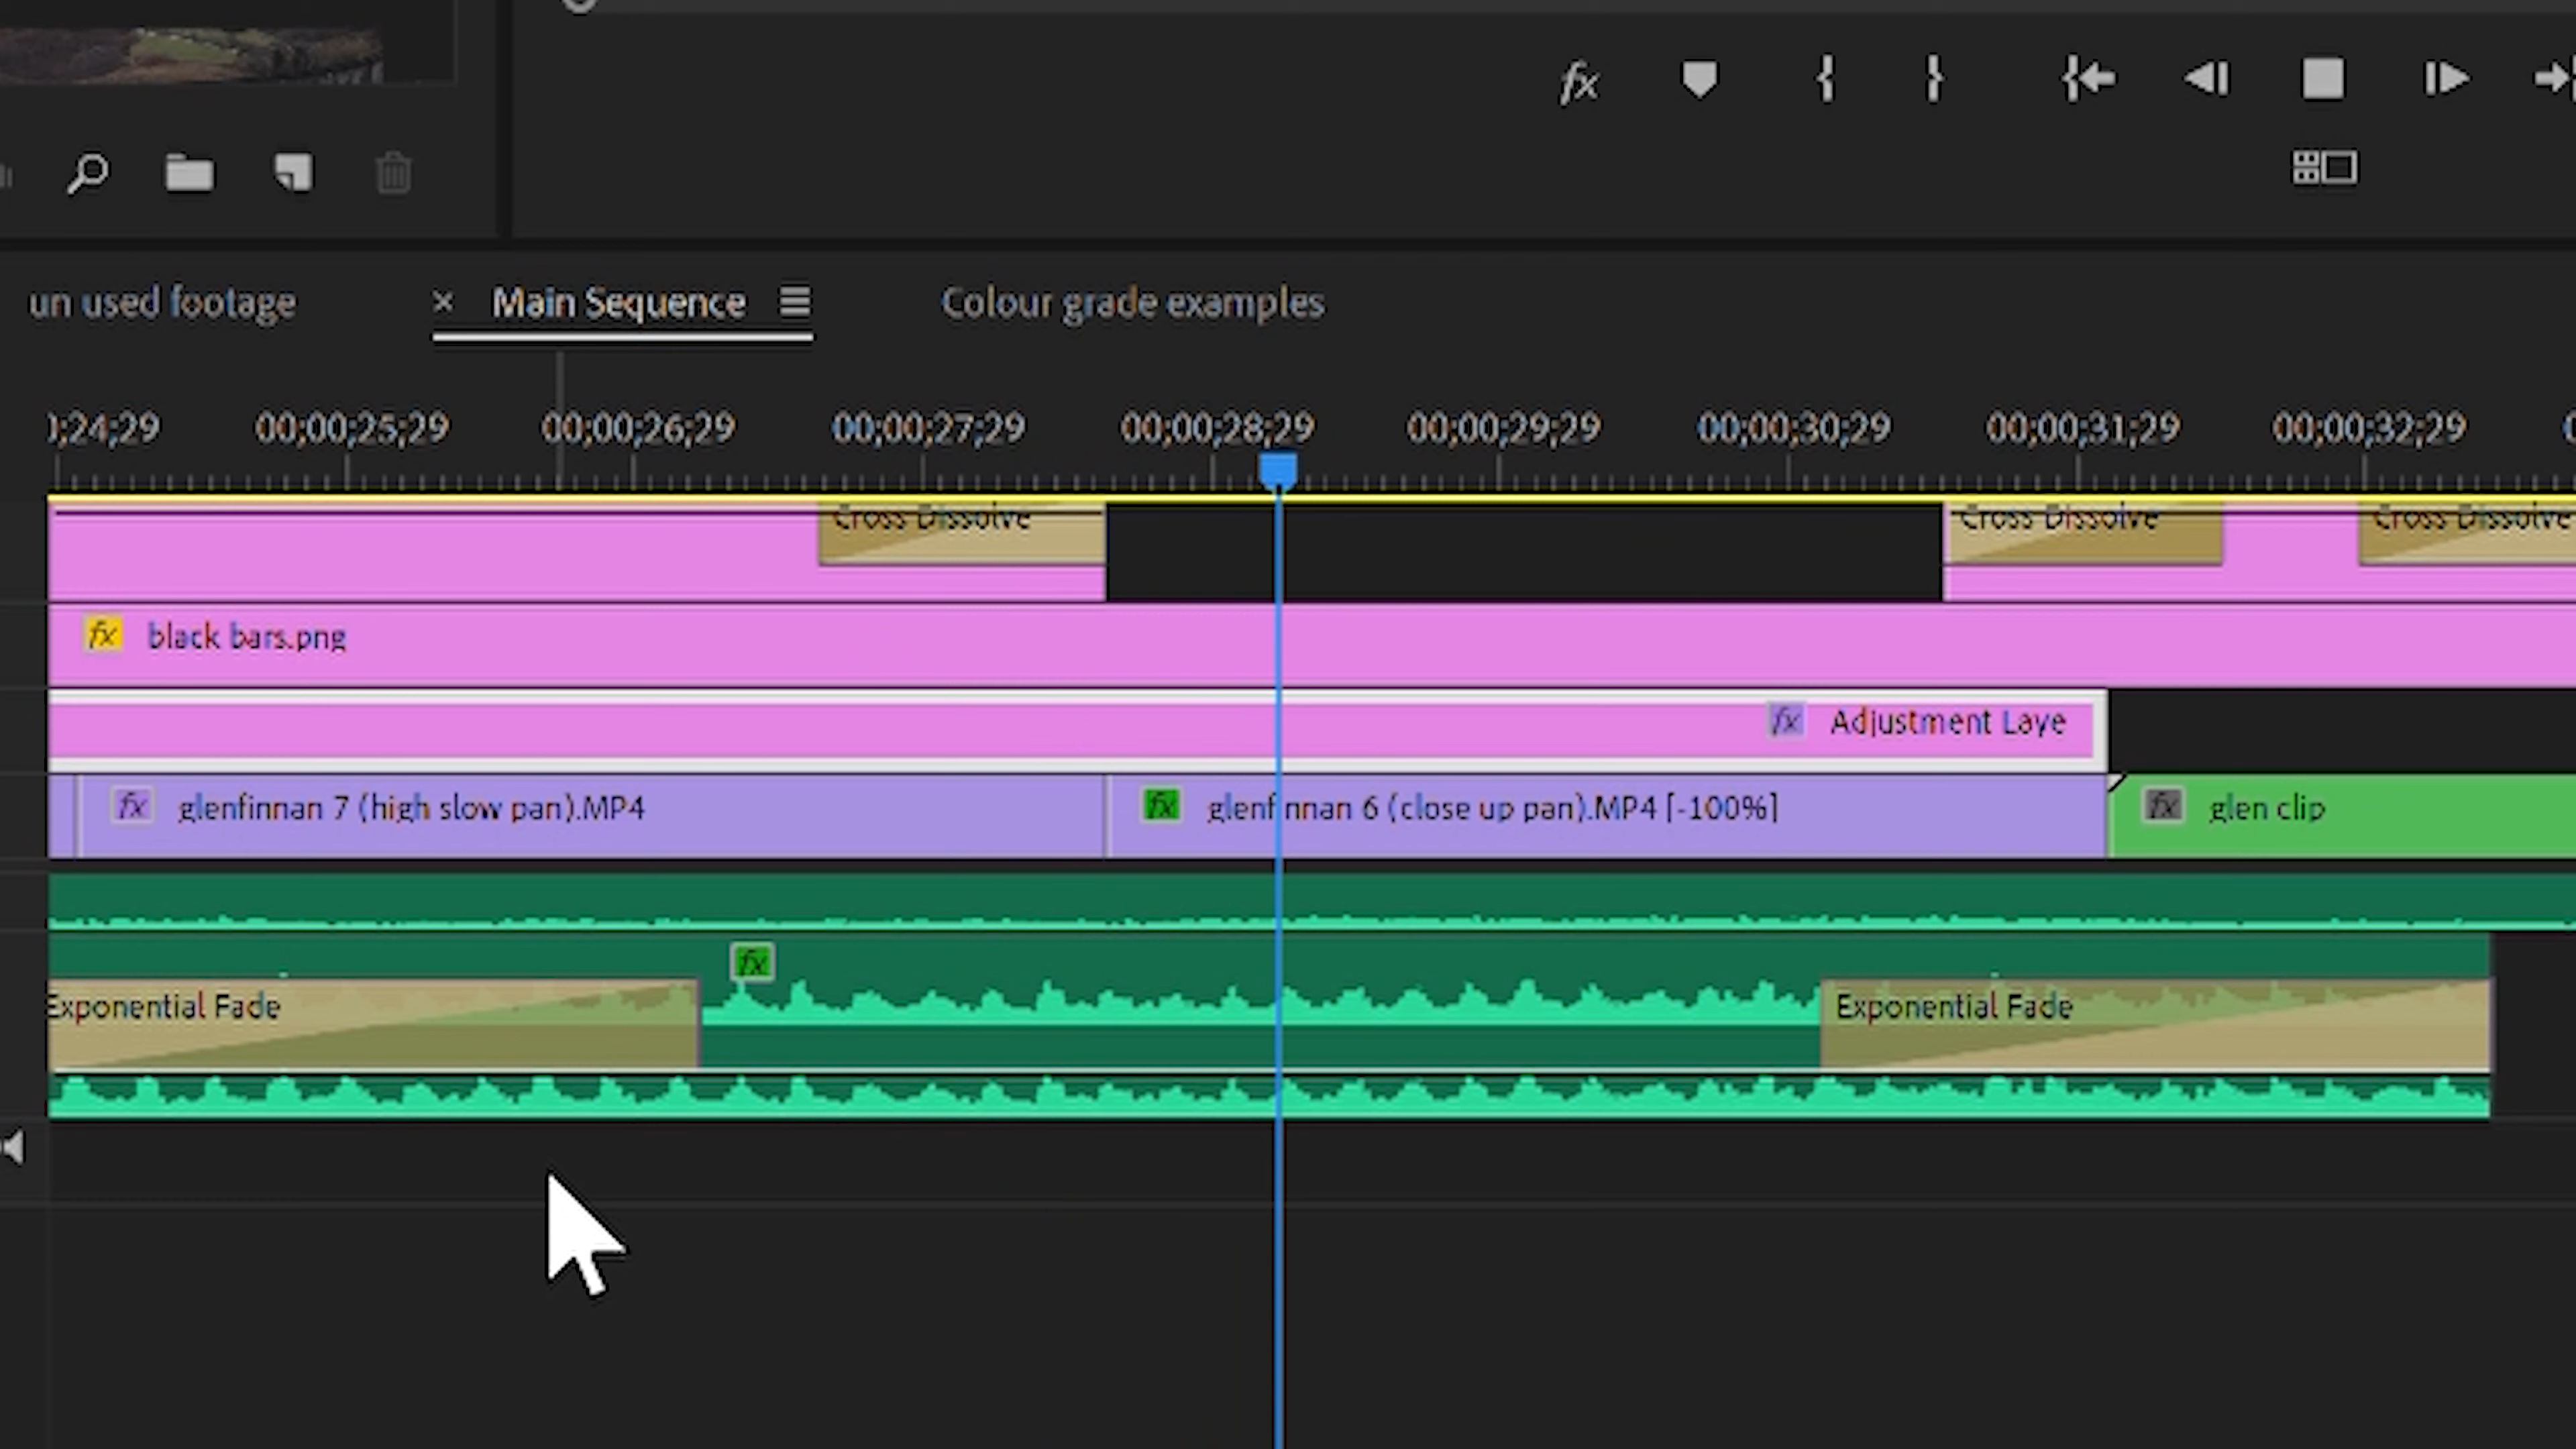 fx
un used footage
× Main Sequence
Colour grade examples
;24;29 00;00;25;29 00;00;26;29 00;00;27;29 00;00;28;29 00;00;29;29 00;00;30;29 00;00;31;29 00;00;32;29
Cross Dissolve Cross Dissolve Cross Dissolve
fx black bars.png
fx Adjustment Laye
fx glenfinnan 7 (high slow pan).MP4 fx glenfinnan 6 (close up pan).MP4 [-100%] fx glen clip
fx
Exponential Fade Exponential Fade